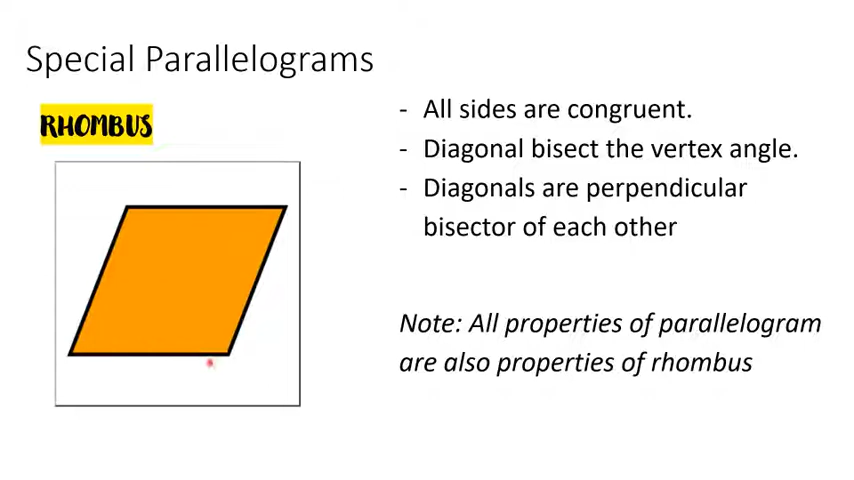 Special Parallelograms
RHOMBUS
- All sides are congruent.
- Diagonal bisect the vertex angle.
- Diagonals are perpendicular
bisector of each other
Note: All properties of parallelogram
are also properties of rhombus